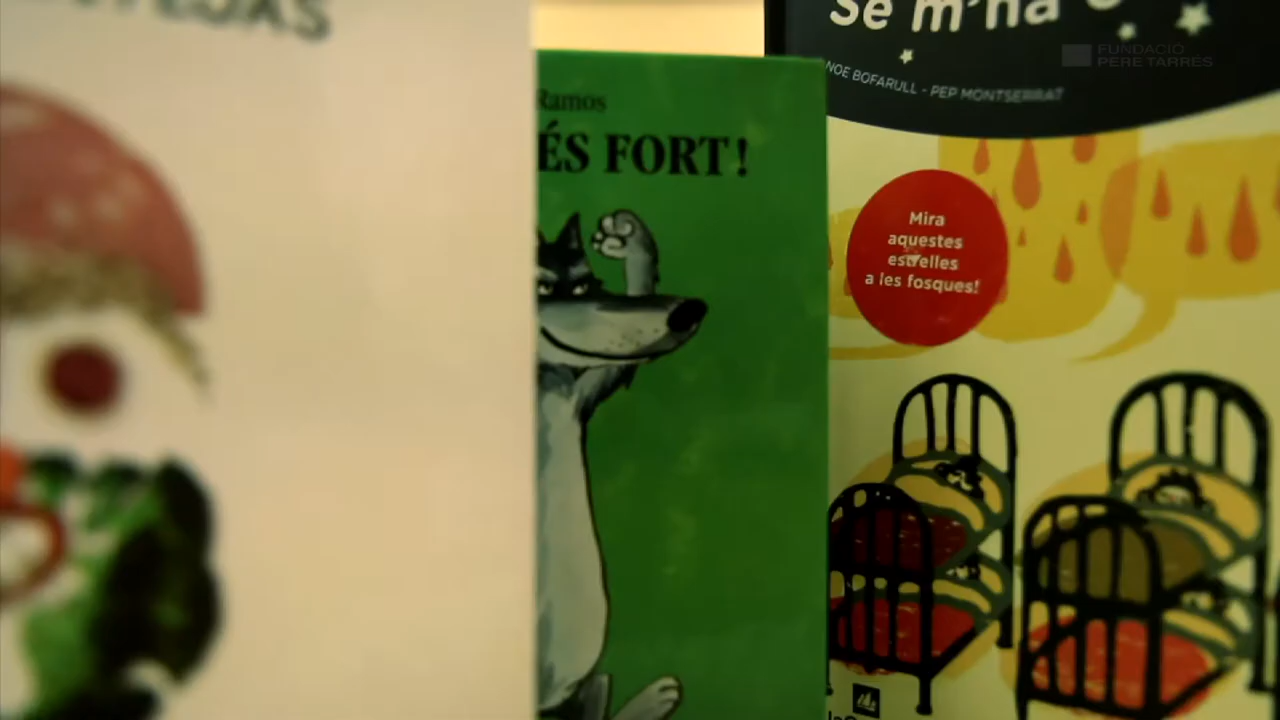 Ramos
ÉS FORT!
Se m'ha
NOE BOFARULL - PEP MONTSERRAT
Mira
aquestes
estrelles
a les fosques!
FUNDACIÓ
PERE TARRÉS